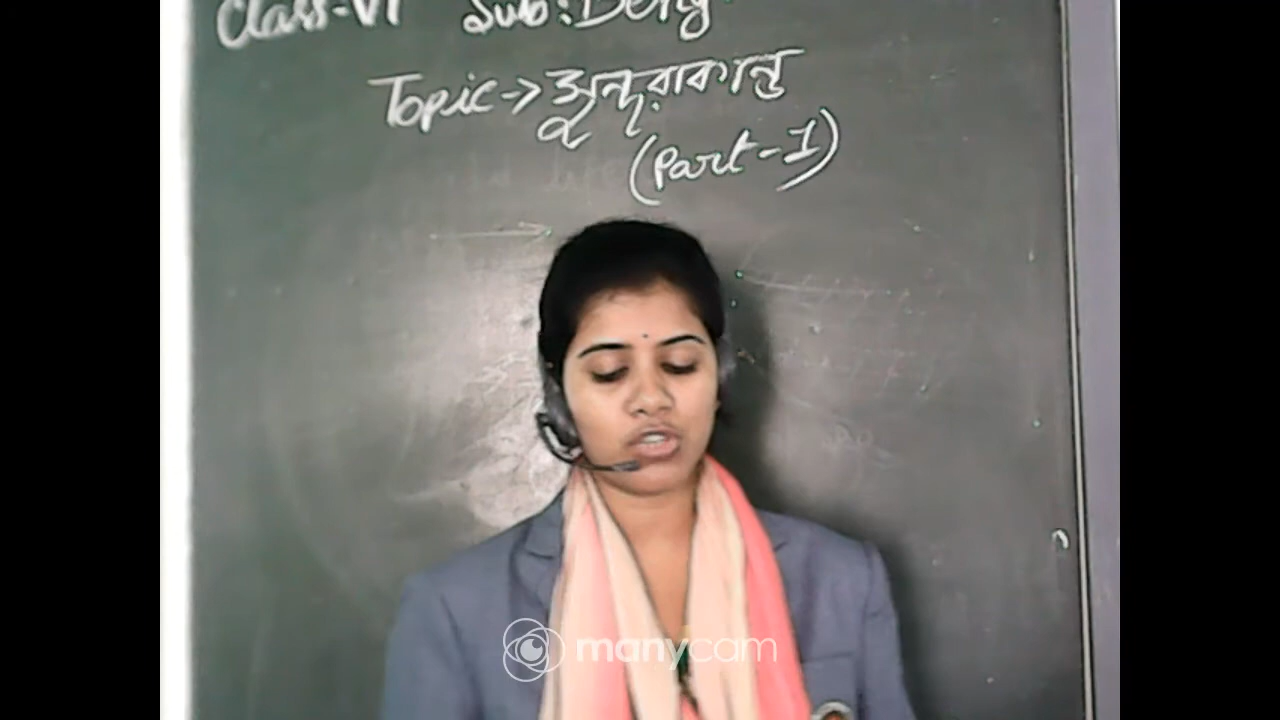 Class-VI Sub: Beng
Topic→ সুন্দরাকান্ড
(Part-1)
manycam